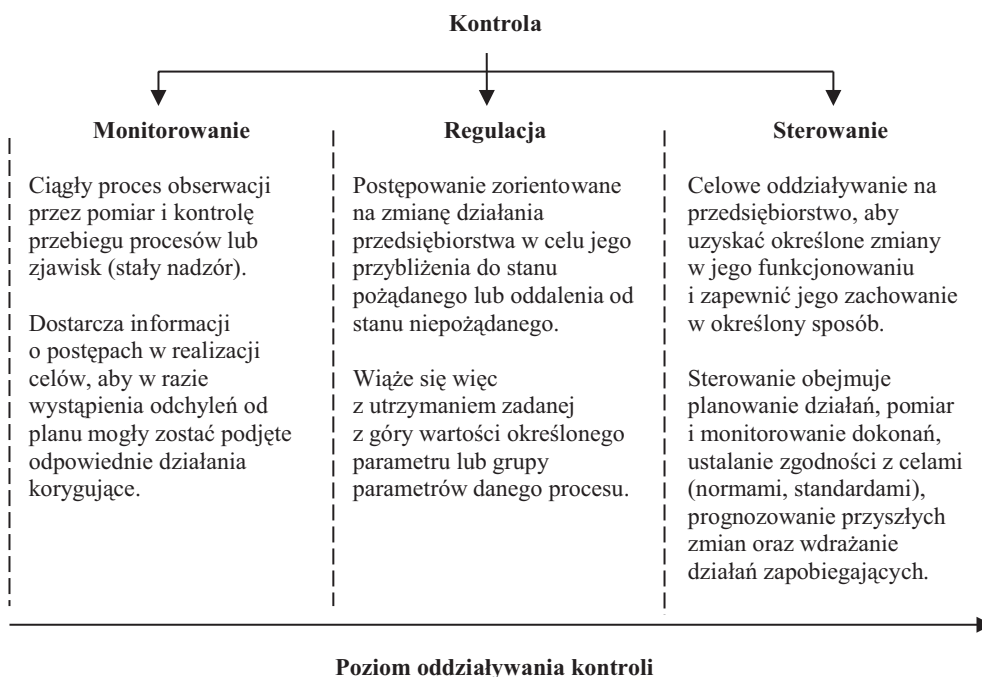 Kontrola
Monitorowanie
Ciągły proces obserwacji
przez pomiar i kontrolę
przebiegu procesów lub
zjawisk (stały nadzór).
Dostarcza informacji
o postępach w realizacji
celów, aby w razie
wystąpienia odchyleń od
planu mogły zostać podjęte
odpowiednie działania
korygujące.
Regulacja
Postępowanie zorientowane
na zmianę działania
przedsiębiorstwa w celu jego
przybliżenia do stanu
pożądanego lub oddalenia od
stanu niepożądanego.
Wiąże się więc
z utrzymaniem zadanej
z góry wartości określonego
parametru lub grupy
parametrów danego procesu.
Sterowanie
Celowe oddziaływanie na
przedsiębiorstwo, aby
uzyskać określone zmiany
w jego funkcjonowaniu
i zapewnić jego zachowanie
w określony sposób.
Sterowanie obejmuje
planowanie działań, pomiar
i monitorowanie dokonań,
ustalanie zgodności z celami
(normami, standardami),
prognozowanie przyszłych
zmian oraz wdrażanie
działań zapobiegających.
Poziom oddziaływania kontroli